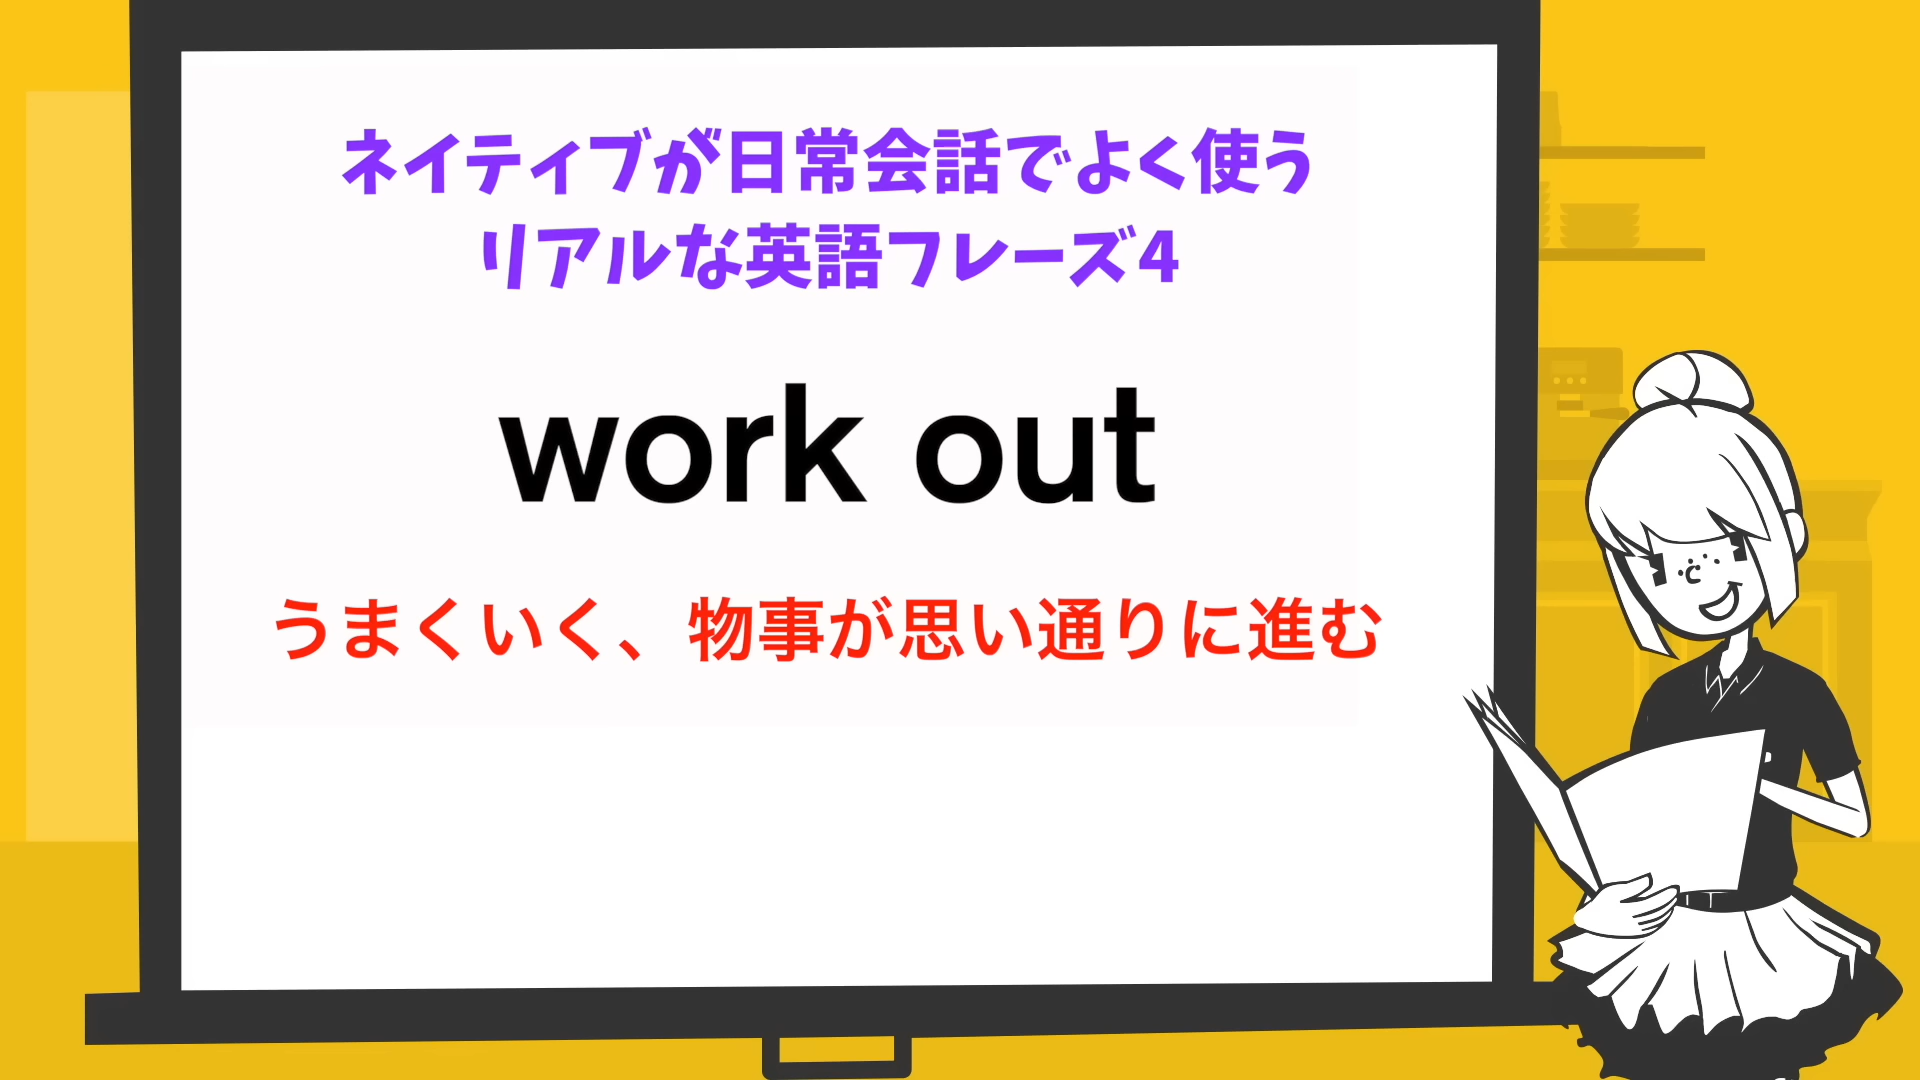 ネイティブが日常会話でよく使う
リアルな英語フレーズ4
work out
うまくいく、物事が思い通りに進む